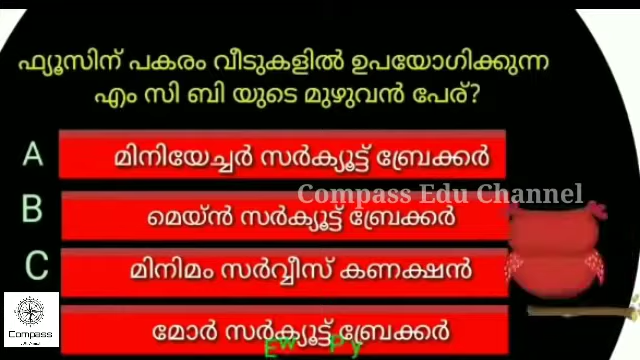 ഫ്യൂസിന് പകരം വീടുകളിൽ ഉപയോഗിക്കുന്ന
എം സി ബി യുടെ മുഴുവൻ പേര്?
A മിനിയേച്ചർ സർക്യൂട്ട് ബ്രേക്കർ
Compass Edu Channel
B മെയ്ൻ സർക്യൂട്ട് ബ്രേക്കർ
C മിനിമം സർവ്വീസ് കണക്ഷൻ
Compass
മോർ സർക്യൂട്ട് ബ്രേക്കർ